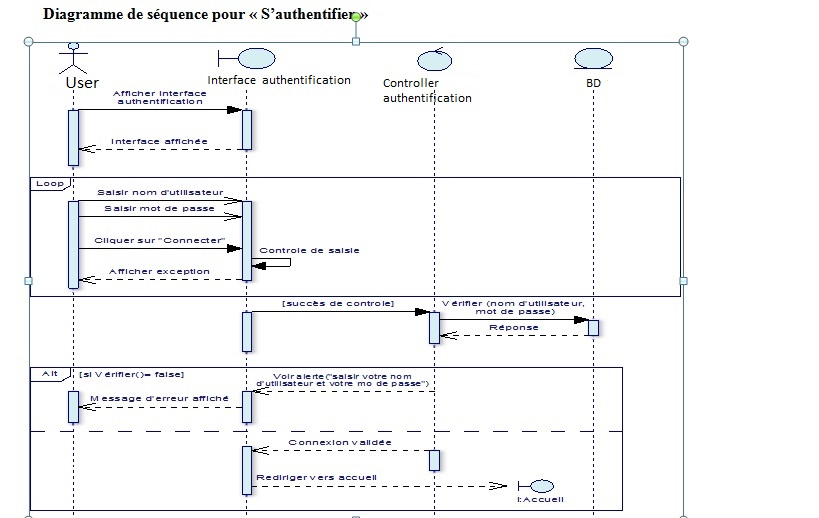 Diagramme de séquence pour « S'authentifier »
User
Interface authentification
Controller
authentification
BD
Afficher interface
authentification
Interface affichée
Loop
Saisir nom d'utilisateur
Saisir mot de passe
Cliquer sur "Connecter"
Controle de saisie
Afficher exception
[succès de controle]
Vérifier (nom d'utilisateur,
mot de passe)
Réponse
Alt
[si Vérifier()= false]
Voir alerte("saisir votre nom
d'utilisateur et votre mo de passe")
Message d'erreur affiché
Connexion validée
Rediriger vers accueil
I:Accueil